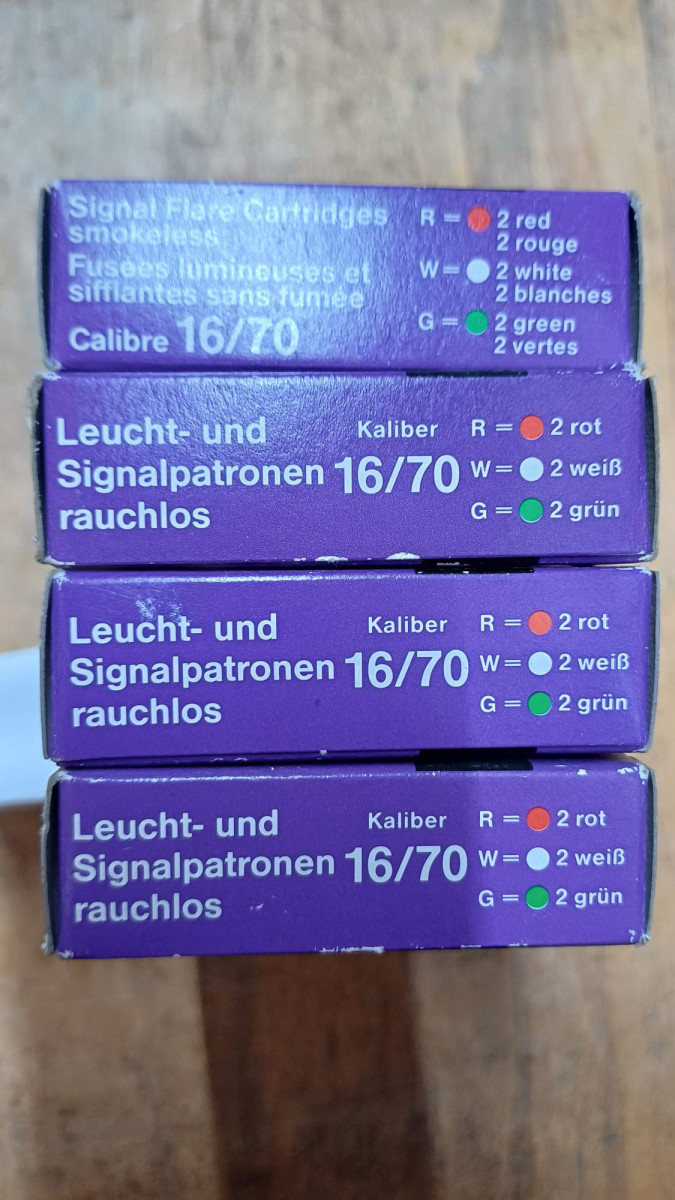 Signal Flare Cartridges
smokeless
Fusées lumineuses et
sifflantes sans fumée
Calibre 16/70
R = 2 red
2 rouge
W = 2 white
2 blanches
G = 2 green
2 vertes
Leucht- und
Signalpatronen
rauchlos
Kaliber
16/70
R = 2 rot
W = 2 weiß
G = 2 grün
Leucht- und
Signalpatronen
rauchlos
Kaliber
16/70
R = 2 rot
W = 2 weiß
G = 2 grün
Leucht- und
Signalpatronen
rauchlos
Kaliber
16/70
R = 2 rot
W = 2 weiß
G = 2 grün